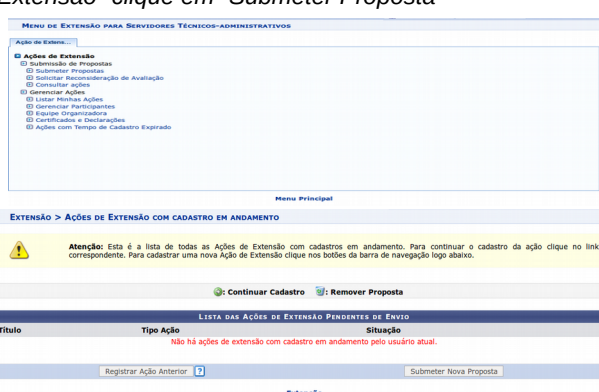 Extensão" clique em "Submeter Proposta"
Menu de Extensão para Servidores Técnicos-administrativos
Ação de Extens...
Ações de Extensão
Submissão de Propostas
Submeter Propostas
Solicitar Reconsideração de Avaliação
Consultar ações
Gerenciar Ações
Listar Minhas Ações
Gerenciar Participantes
Equipe Organizadora
Certificados e Declarações
Ações com Tempo de Cadastro Expirado
Menu Principal
Extensão > Ações de Extensão com cadastro em andamento
Atenção: Esta é a lista de todas as Ações de Extensão com cadastros em andamento. Para continuar o cadastro da ação clique no link
correspondente. Para cadastrar uma nova Ação de Extensão clique nos botões da barra de navegação logo abaixo.
: Continuar Cadastro : Remover Proposta
Lista das Ações de Extensão Pendentes de Envio
Título Tipo Ação Situação
Não há ações de extensão com cadastro em andamento pelo usuário atual.
Registrar Ação Anterior ? Submeter Nova Proposta
Extensão